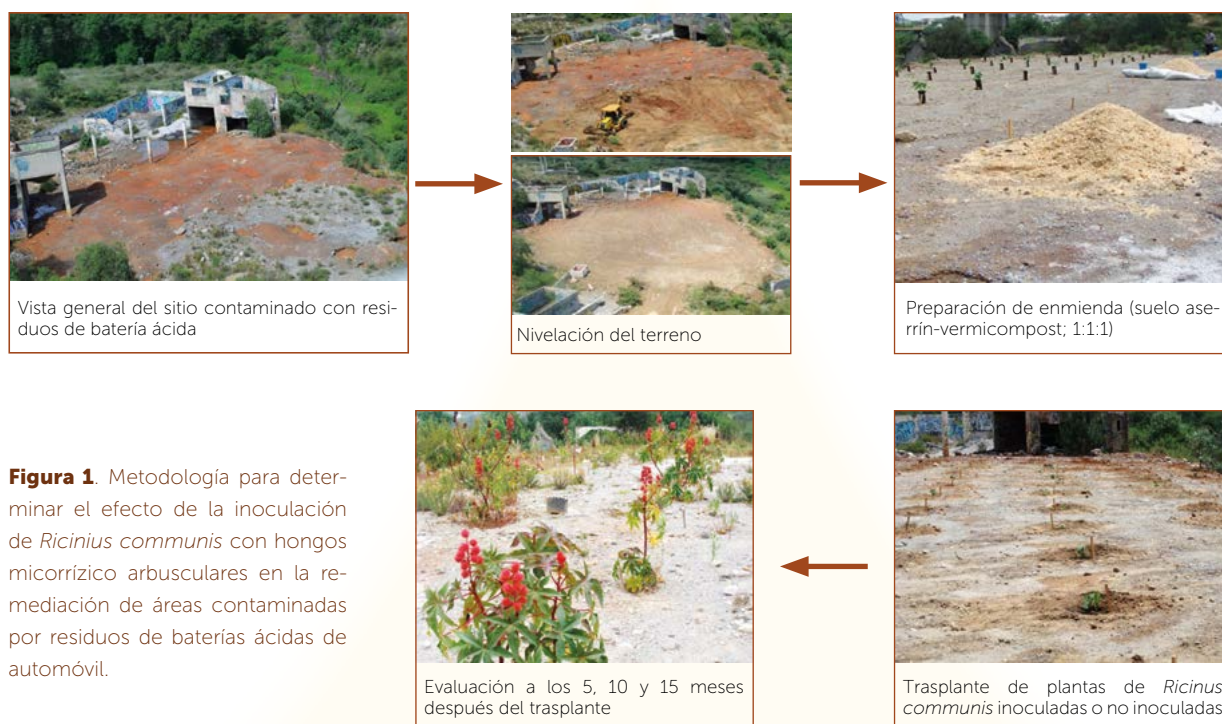 Vista general del sitio contaminado con resi-
duos de batería ácida
Nivelación del terreno
Preparación de enmienda (suelo ase-
rrín-vermicompost; 1:1:1)
Figura 1. Metodología para deter-
minar el efecto de la inoculación
de Ricinius communis con hongos
micorrízico arbusculares en la re-
mediación de áreas contaminadas
por residuos de baterías ácidas de
automóvil.
Evaluación a los 5, 10 y 15 meses
después del trasplante
Trasplante de plantas de Ricinus
communis inoculadas o no inoculadas